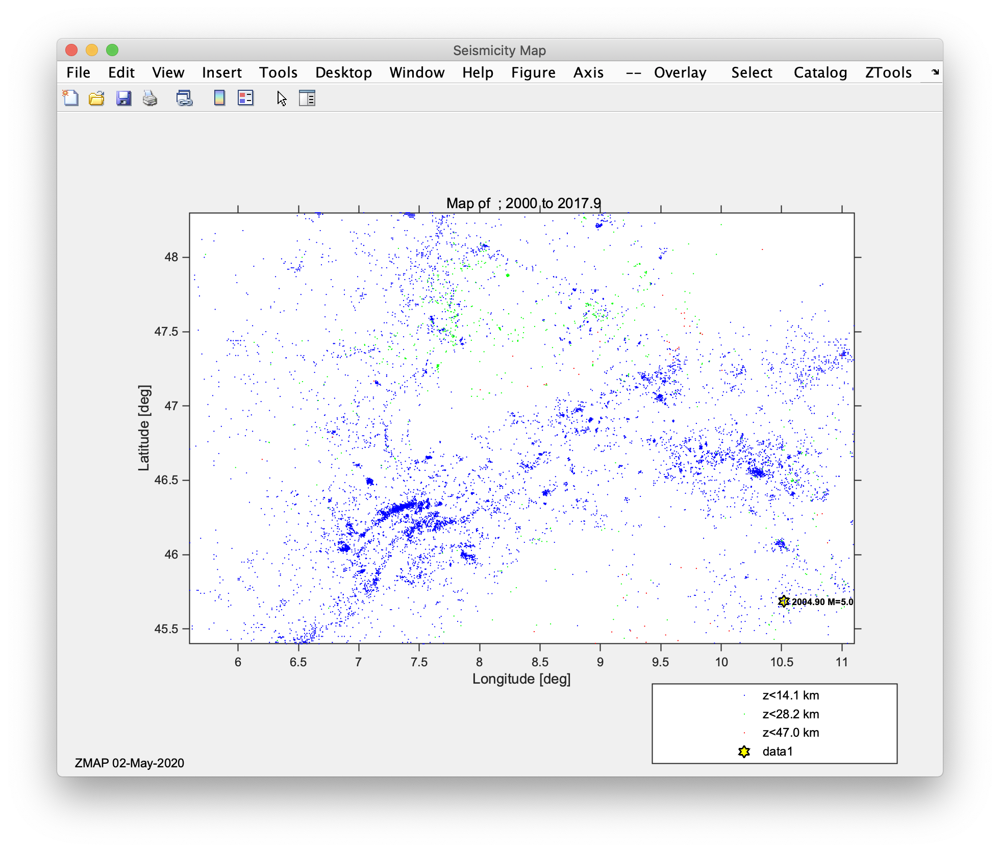 Seismicity Map
File Edit View Insert Tools Desktop Window Help Figure Axis -- Overlay Select Catalog ZTools
Map of ; 2000 to 2017.9
48
47.5
47
46.5
46
45.5
Latitude [deg]
2004.90 M=5.0
6 6.5 7 7.5 8 8.5 9 9.5 10 10.5 11
Longitude [deg]
z<14.1 km
z<28.2 km
z<47.0 km
data1
ZMAP 02-May-2020